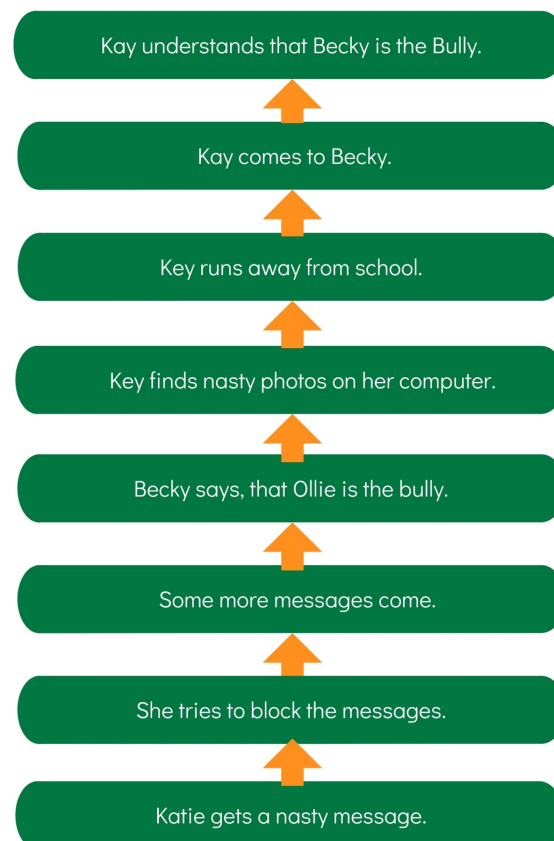 Kay understands that Becky is the Bully.
Kay comes to Becky.
Key runs away from school.
Key finds nasty photos on her computer.
Becky says, that Ollie is the bully.
Some more messages come.
She tries to block the messages.
Katie gets a nasty message.